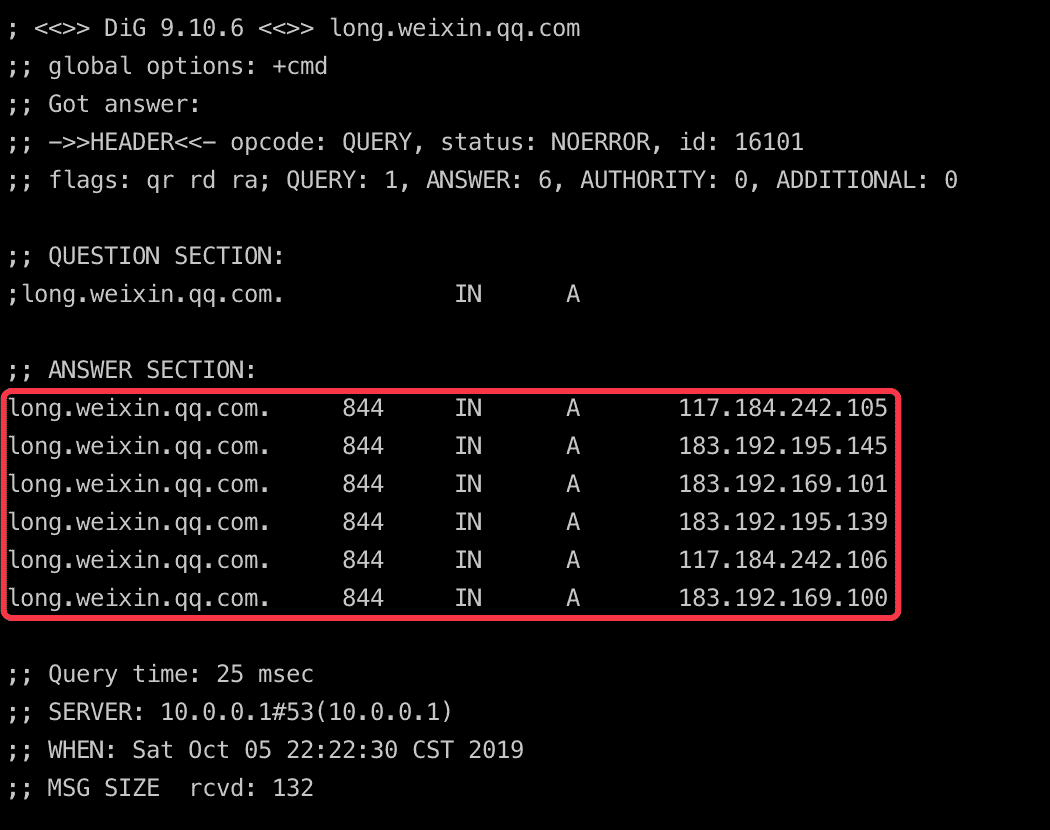 ; <<>> DiG 9.10.6 <<>> long.weixin.qq.com
;; global options: +cmd
;; Got answer:
;; ->>HEADER<<- opcode: QUERY, status: NOERROR, id: 16101
;; flags: qr rd ra; QUERY: 1, ANSWER: 6, AUTHORITY: 0, ADDITIONAL: 0
;; QUESTION SECTION:
;long.weixin.qq.com. IN A
;; ANSWER SECTION:
long.weixin.qq.com. 844 IN A 117.184.242.105
long.weixin.qq.com. 844 IN A 183.192.195.145
long.weixin.qq.com. 844 IN A 183.192.169.101
long.weixin.qq.com. 844 IN A 183.192.195.139
long.weixin.qq.com. 844 IN A 117.184.242.106
long.weixin.qq.com. 844 IN A 183.192.169.100
;; Query time: 25 msec
;; SERVER: 10.0.0.1#53(10.0.0.1)
;; WHEN: Sat Oct 05 22:22:30 CST 2019
;; MSG SIZE  rcvd: 132